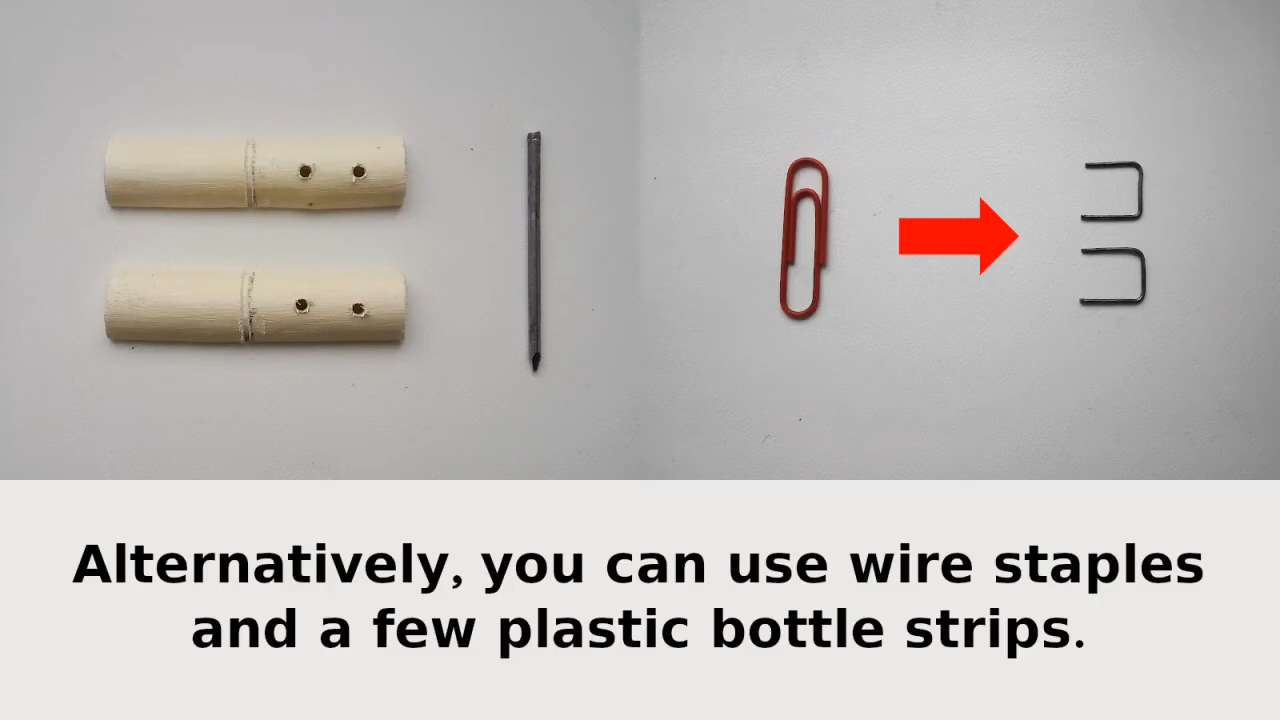 Alternatively, you can use wire staples
and a few plastic bottle strips.